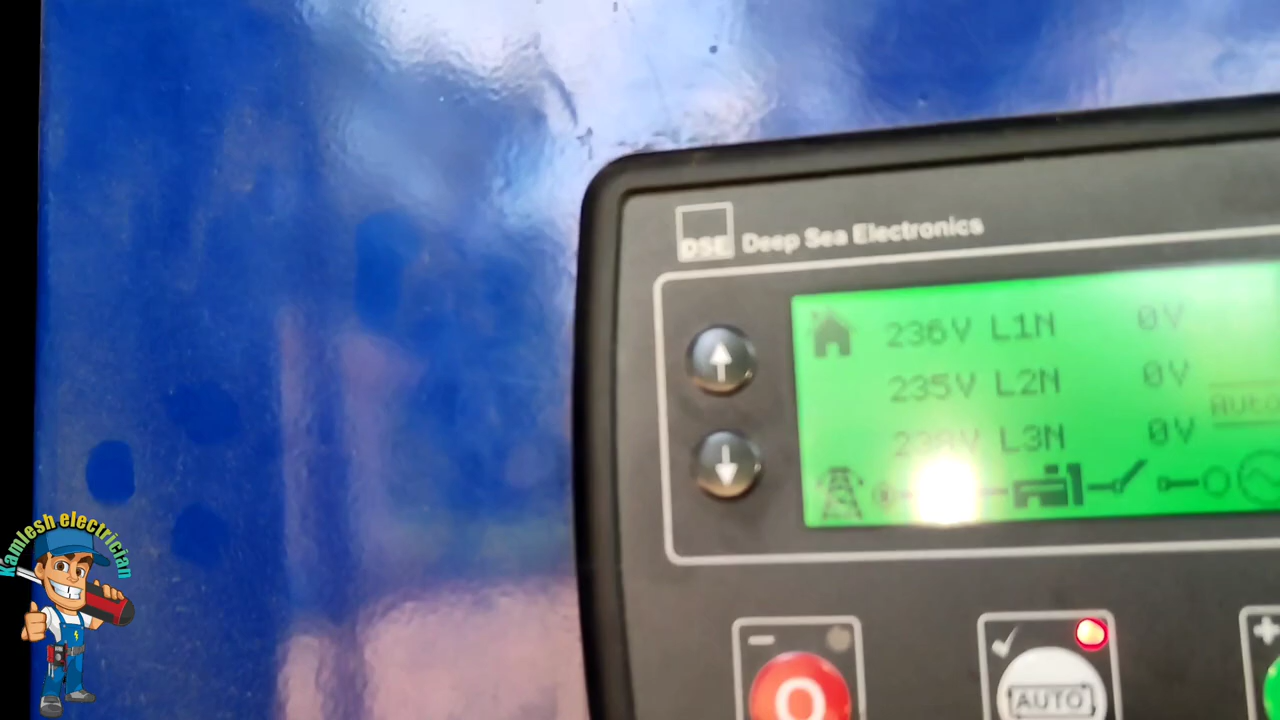 DSE Deep Sea Electronics
236V L1N 0V
235V L2N 0V
L3N 0V
Auto
AUTO
Kamlesh electrician